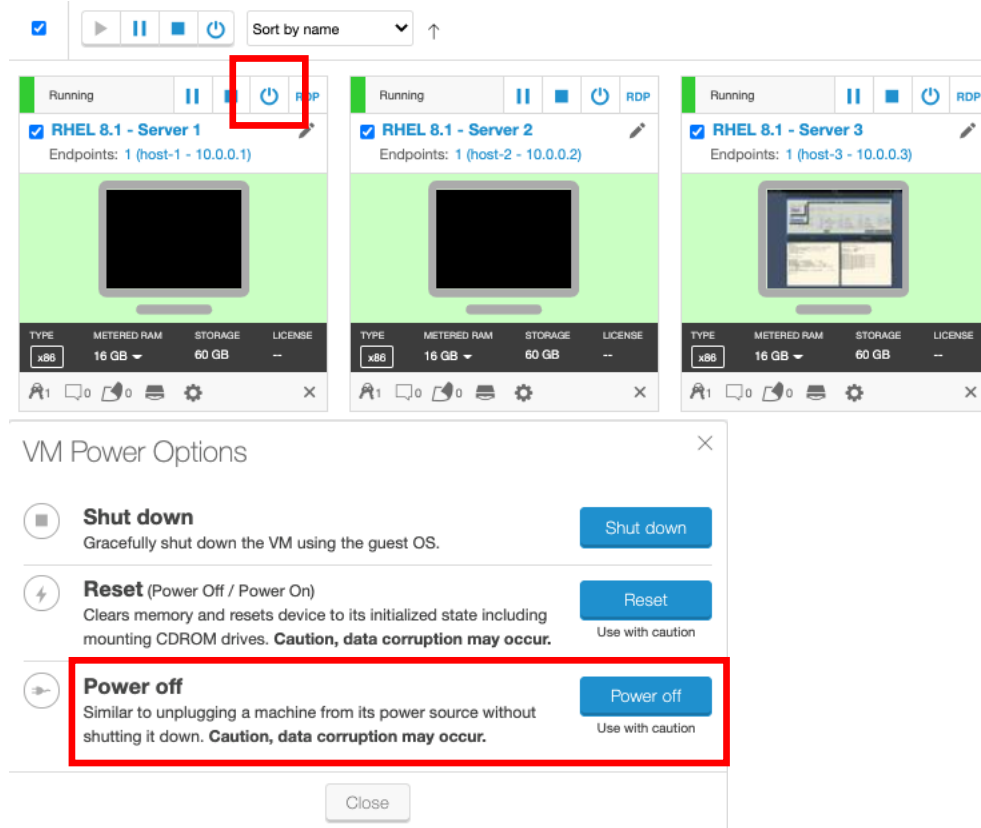 Sort by name
Running RDP
RHEL 8.1 - Server 1
Endpoints: 1 (host-1 - 10.0.0.1)
TYPE METERED RAM STORAGE LICENSE
x86 16 GB 60 GB --
1 0 0
Running RDP
RHEL 8.1 - Server 2
Endpoints: 1 (host-2 - 10.0.0.2)
TYPE METERED RAM STORAGE LICENSE
x86 16 GB 60 GB --
1 0 0
Running RDP
RHEL 8.1 - Server 3
Endpoints: 1 (host-3 - 10.0.0.3)
TYPE METERED RAM STORAGE LICENSE
x86 16 GB 60 GB --
1 0 0
VM Power Options
Shut down
Gracefully shut down the VM using the guest OS.
Shut down
Reset (Power Off / Power On)
Clears memory and resets device to its initialized state including
mounting CDROM drives. Caution, data corruption may occur.
Reset
Use with caution
Power off
Similar to unplugging a machine from its power source without
shutting it down. Caution, data corruption may occur.
Power off
Use with caution
Close